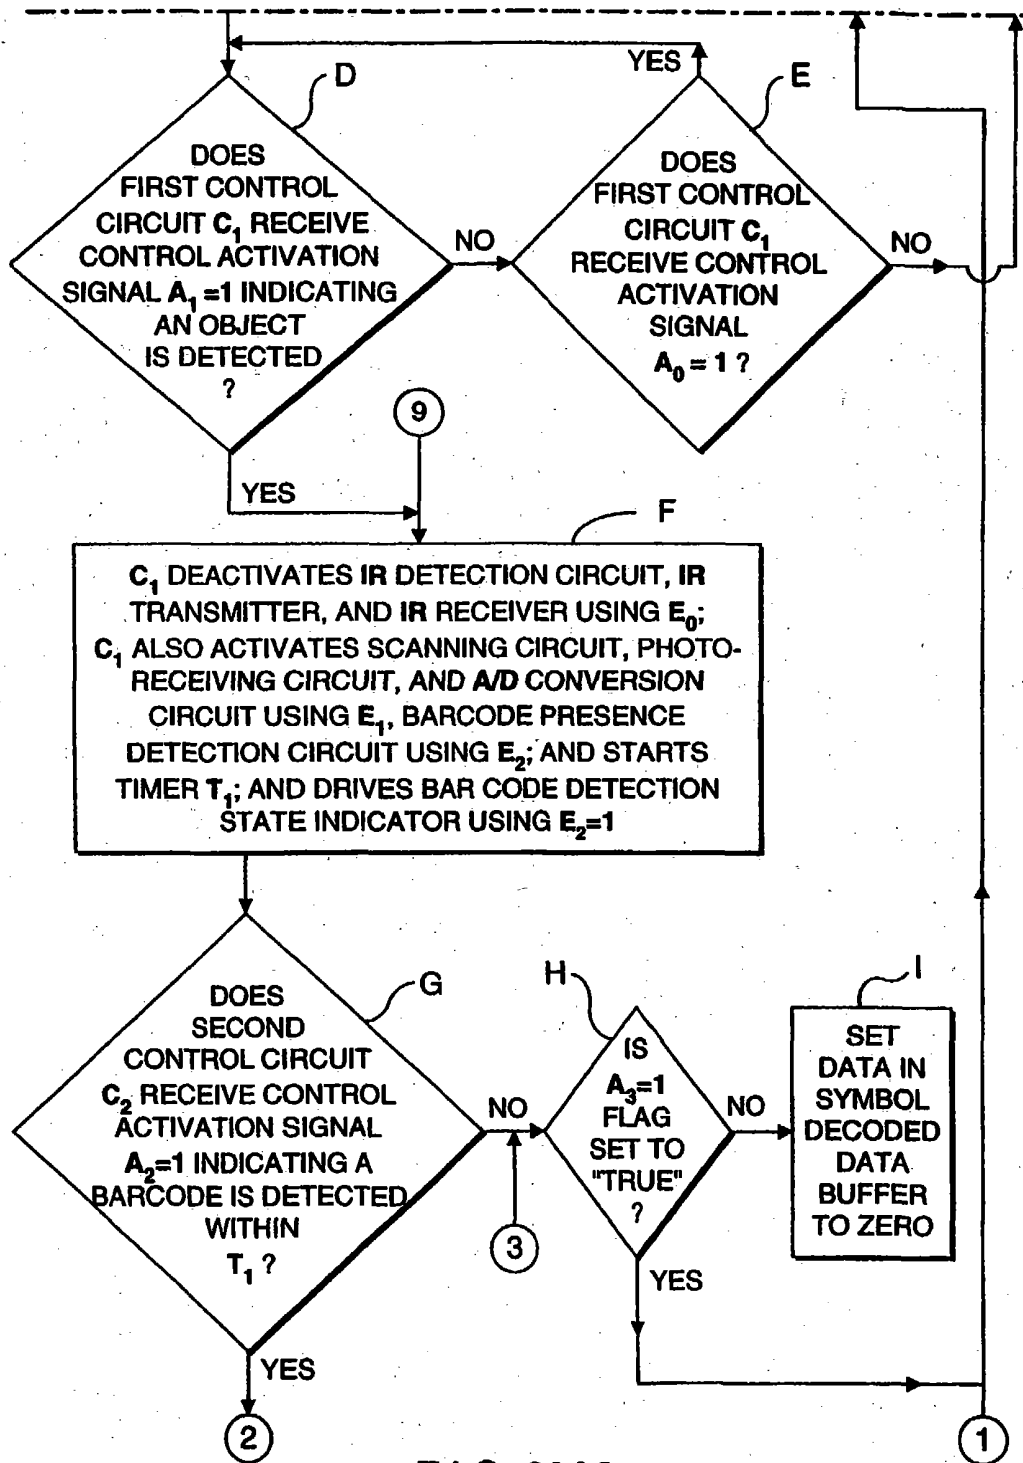 YES
D
E
DOES
FIRST CONTROL
CIRCUIT C₁ RECEIVE
CONTROL ACTIVATION
SIGNAL A₁ =1 INDICATING
AN OBJECT
IS DETECTED
?
NO
DOES
FIRST CONTROL
CIRCUIT C₁
RECEIVE CONTROL
ACTIVATION
SIGNAL
A₀ = 1 ?
NO
9
YES
F
C₁ DEACTIVATES IR DETECTION CIRCUIT, IR
TRANSMITTER, AND IR RECEIVER USING E₀;
C₁ ALSO ACTIVATES SCANNING CIRCUIT, PHOTO-
RECEIVING CIRCUIT, AND A/D CONVERSION
CIRCUIT USING E₁, BARCODE PRESENCE
DETECTION CIRCUIT USING E₂; AND STARTS
TIMER T₁; AND DRIVES BAR CODE DETECTION
STATE INDICATOR USING E₂=1
G
DOES
SECOND
CONTROL CIRCUIT
C₂ RECEIVE CONTROL
ACTIVATION SIGNAL
A₂=1 INDICATING A
BARCODE IS DETECTED
WITHIN
T₁ ?
NO
3
H
IS
A₃=1
FLAG
SET TO
"TRUE"
?
NO
I
SET
DATA IN
SYMBOL
DECODED
DATA
BUFFER
TO ZERO
YES
YES
2
1